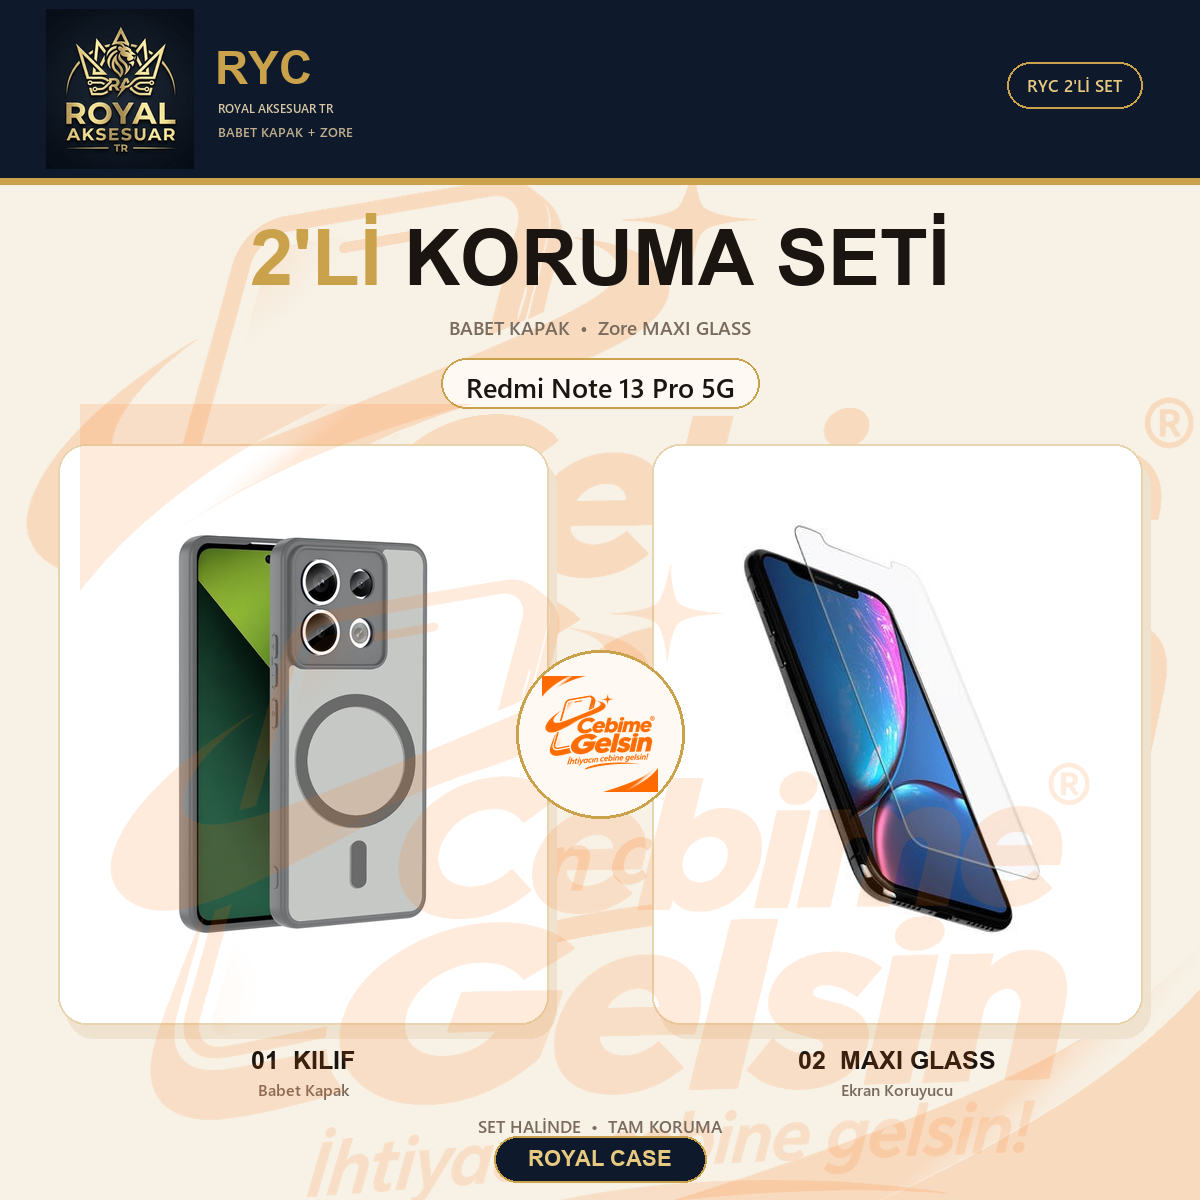 ROYAL
AKSESUAR
TR
RYC
ROYAL AKSESUAR TR
BABET KAPAK + ZORE
RYC 2'Lİ SET
2'Lİ KORUMA SETİ
BABET KAPAK • Zore MAXI GLASS
Redmi Note 13 Pro 5G
®
Cebime®
Gelsin
İhtiyacın cebine gelsin!
Cebime®
Gelsin
01 KILIF
Babet Kapak
02 MAXI GLASS
Ekran Koruyucu
SET HALİNDE • TAM KORUMA
ROYAL CASE